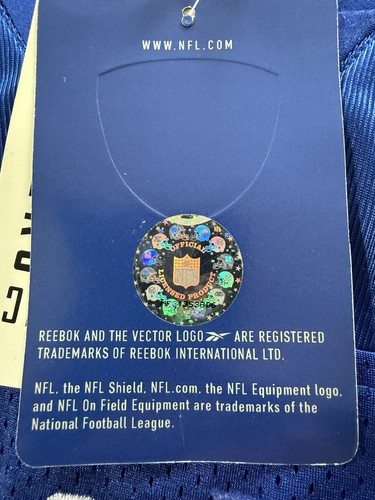 WWW.NFL.COM
OFFICIAL
LICENSED PRODUCT
REEBOK AND THE VECTOR LOGO ARE REGISTERED
TRADEMARKS OF REEBOK INTERNATIONAL LTD.
NFL, the NFL Shield, NFL.com, the NFL Equipment logo,
and NFL On Field Equipment are trademarks of the
National Football League.